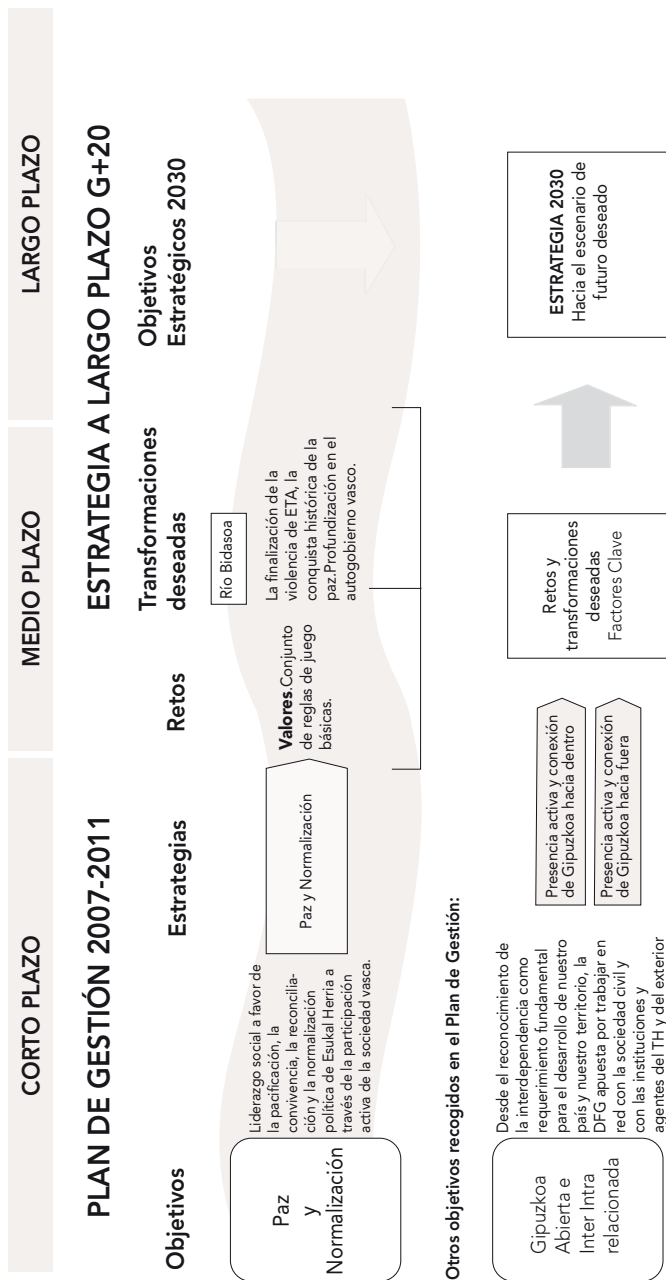 CORTO PLAZO
MEDIO PLAZO
LARGO PLAZO
PLAN DE GESTIÓN 2007-2011
ESTRATEGIA A LARGO PLAZO G+20
Objetivos
Estrategias
Retos
Transformaciones
deseadas
Objetivos
Estratégicos 2030
Paz
y
Normalización
Liderazgo social a favor de
la pacificación, la
convivencia, la reconcilia-
ción y la normalización
política de Esukal Herria a
través de la participación
activa de la sociedad vasca.
Paz y Normalización
Valores.Conjunto
de reglas de juego
básicas.
Río Bidasoa
La finalización de la
violencia de ETA, la
conquista histórica de la
paz.Profundización en el
autogobierno vasco.
Otros objetivos recogidos en el Plan de Gestión:
Gipuzkoa
Abierta e
Inter Intra
relacionada
Desde el reconocimiento de
la interdependencia como
requerimiento fundamental
para el desarrollo de nuestro
país y nuestro territorio, la
DFG apuesta por trabajar en
red con la sociedad civil y
con las instituciones y
agentes del TH y del exterior
Presencia activa y conexión
de Gipuzkoa hacia dentro
Presencia activa y conexión
de Gipuzkoa hacia fuera
Retos y
transformaciones
deseadas
Factores Clave
ESTRATEGIA 2030
Hacia el escenario de
futuro deseado